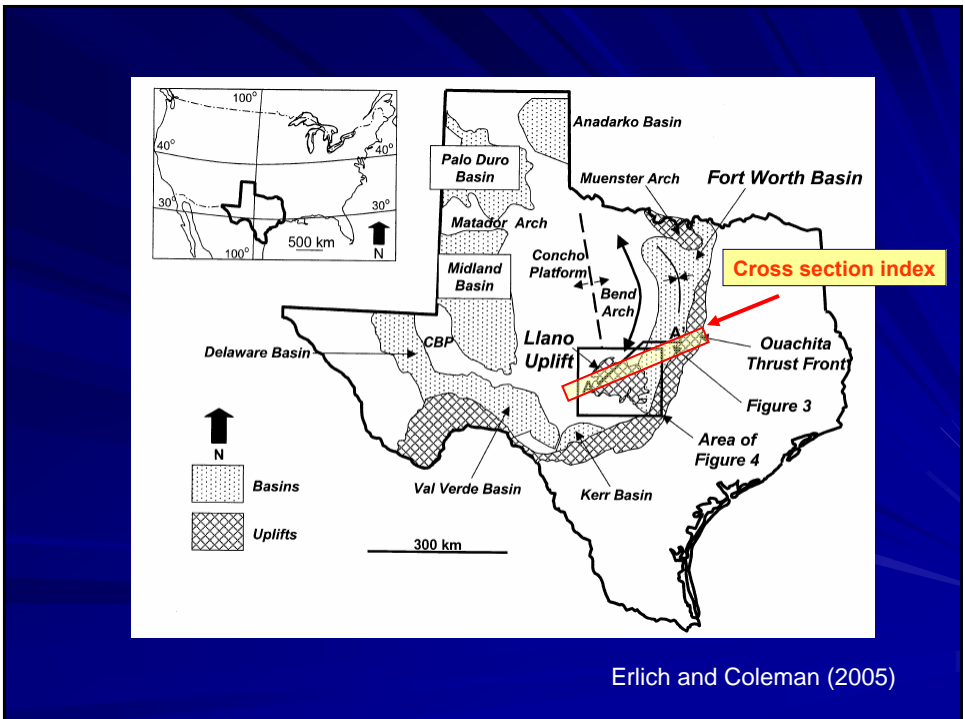 100°
40°
40°
30°
30°
100°
500 km
N
Anadarko Basin
Palo Duro
Basin
Muenster Arch
Fort Worth Basin
Matador Arch
Concho
Platform
Midland
Basin
Bend
Arch
Cross section index
Llano
Uplift
A'
CBP
Delaware Basin
Ouachita
Thrust Front
A
Figure 3
N
Area of
Figure 4
Basins
Val Verde Basin
Kerr Basin
Uplifts
300 km
Erlich and Coleman (2005)